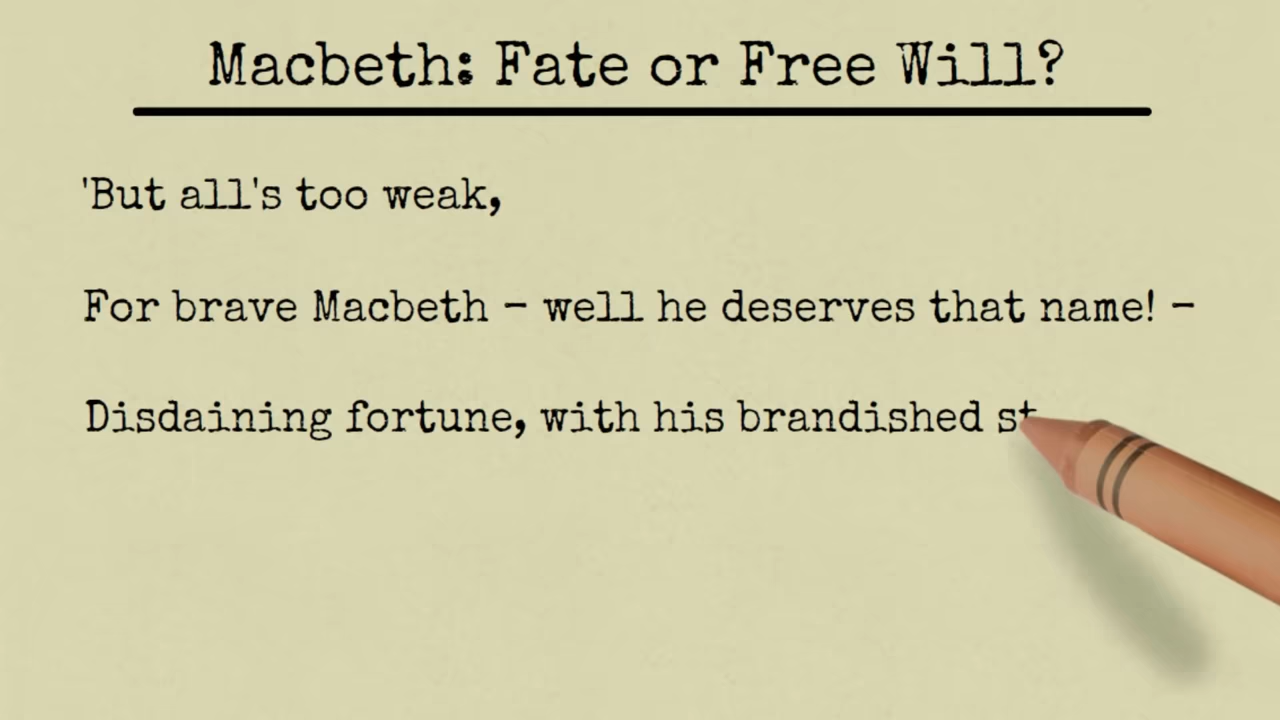 Macbeth: Fate or Free Will?
'But all's too weak,
For brave Macbeth – well he deserves that name! –
Disdaining fortune, with his brandished st